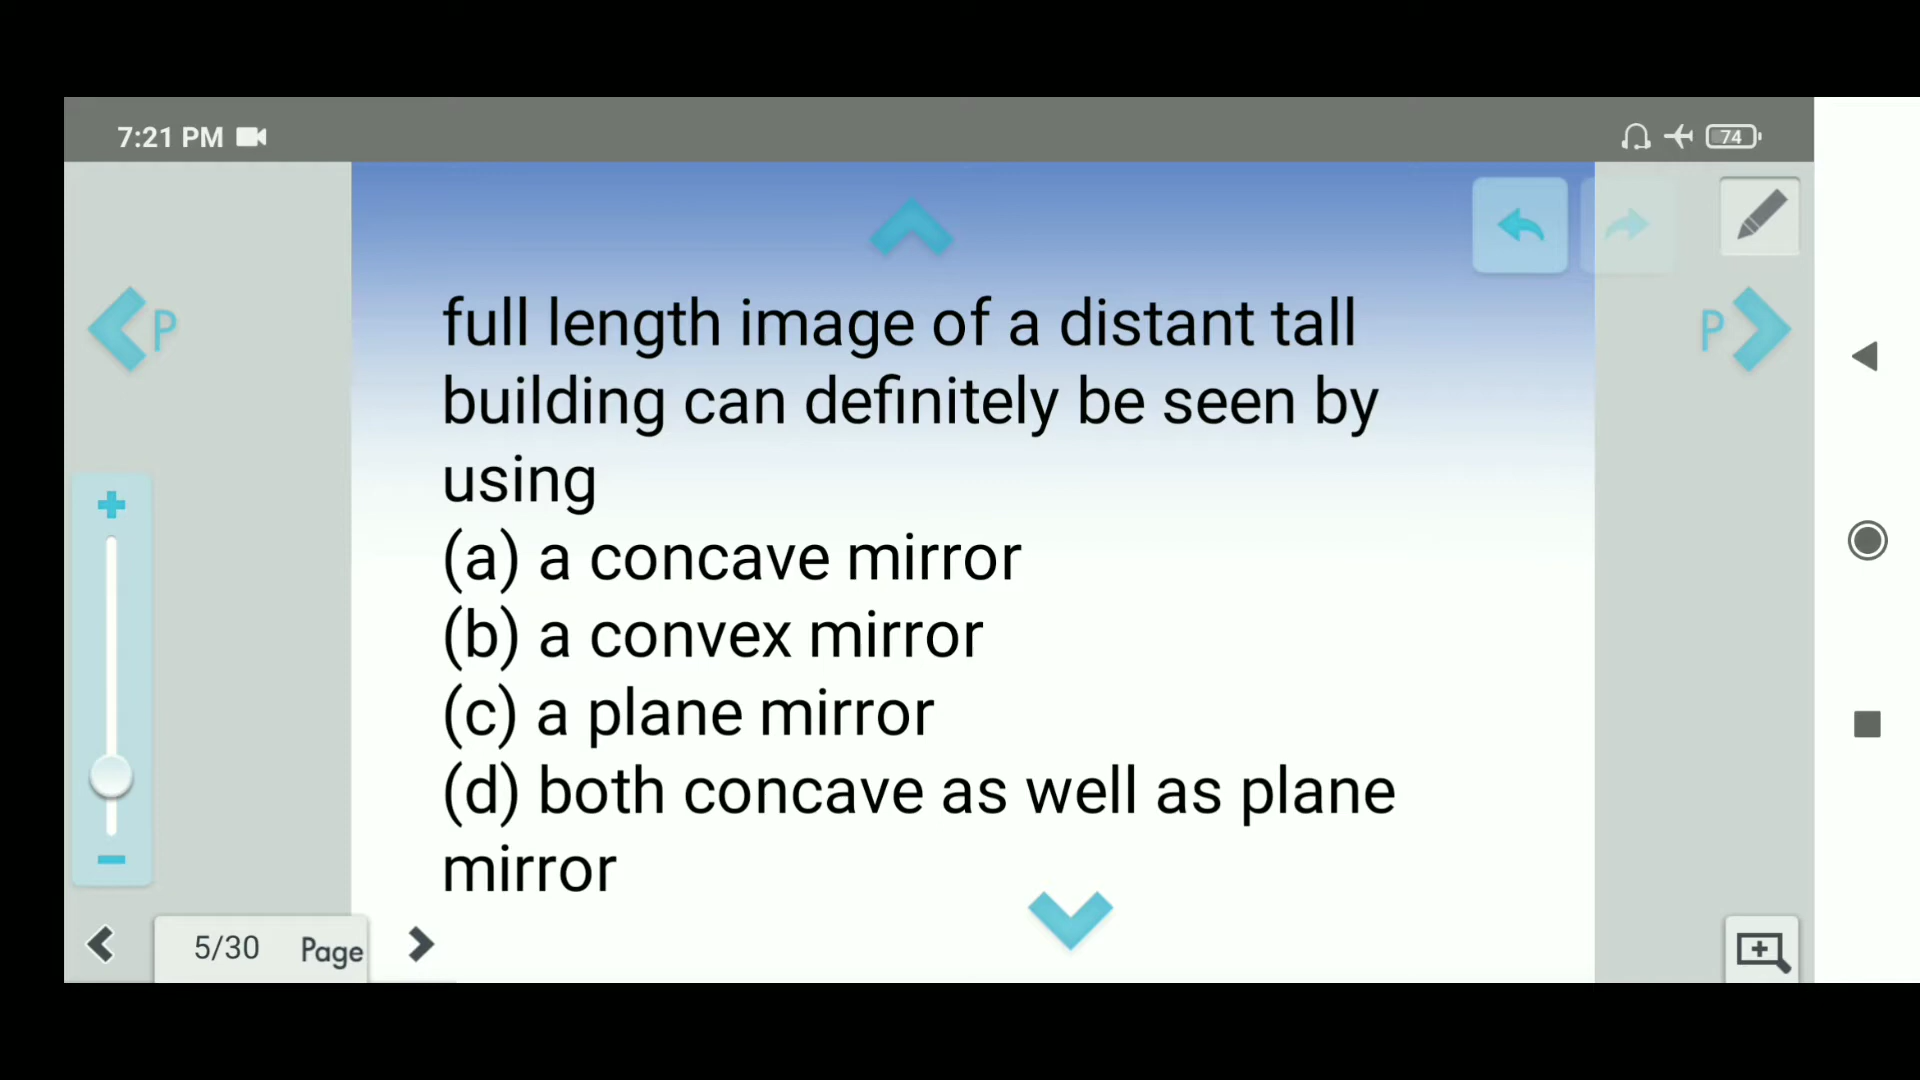 7:21 PM
74
P
P
full length image of a distant tall
building can definitely be seen by
using
(a) a concave mirror
(b) a convex mirror
(c) a plane mirror
(d) both concave as well as plane
mirror
5/30 Page